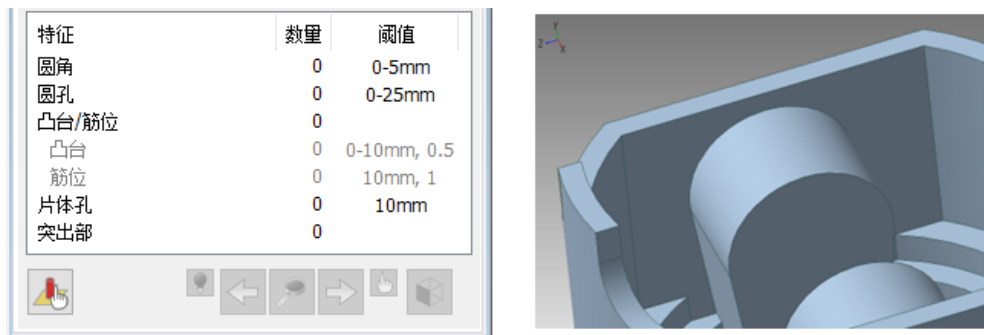 特征 数量 阈值
圆角 0 0-5mm
圆孔 0 0-25mm
凸台/筋位 0
凸台 0 0-10mm, 0.5
筋位 0 10mm, 1
片体孔 0 10mm
突出部 0
Y
Z X